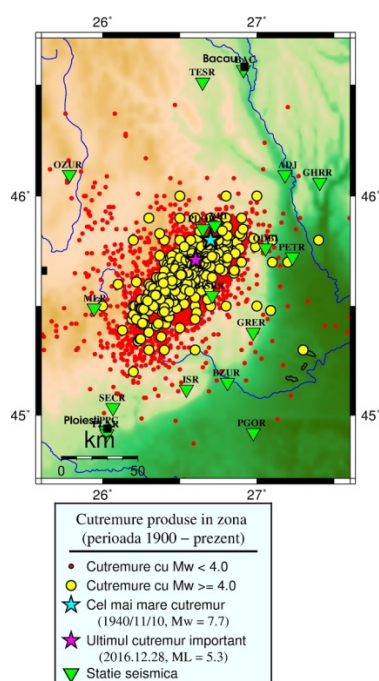 26° 27°
Bacau
BAC
TESR
OZUR
ADJ
GHRR
46° 46°
PETR
MLR
GRER
BZUR
ISR
SECR
45° 45°
Ploiesti
PGOR
km
0 50
26° 27°
Cutremure produse in zona
(perioada 1900 – prezent)
Cutremure cu Mw < 4.0
Cutremure cu Mw >= 4.0
Cel mai mare cutremur
(1940/11/10, Mw = 7.7)
Ultimul cutremur important
(2016.12.28, ML = 5.3)
Statie seismica